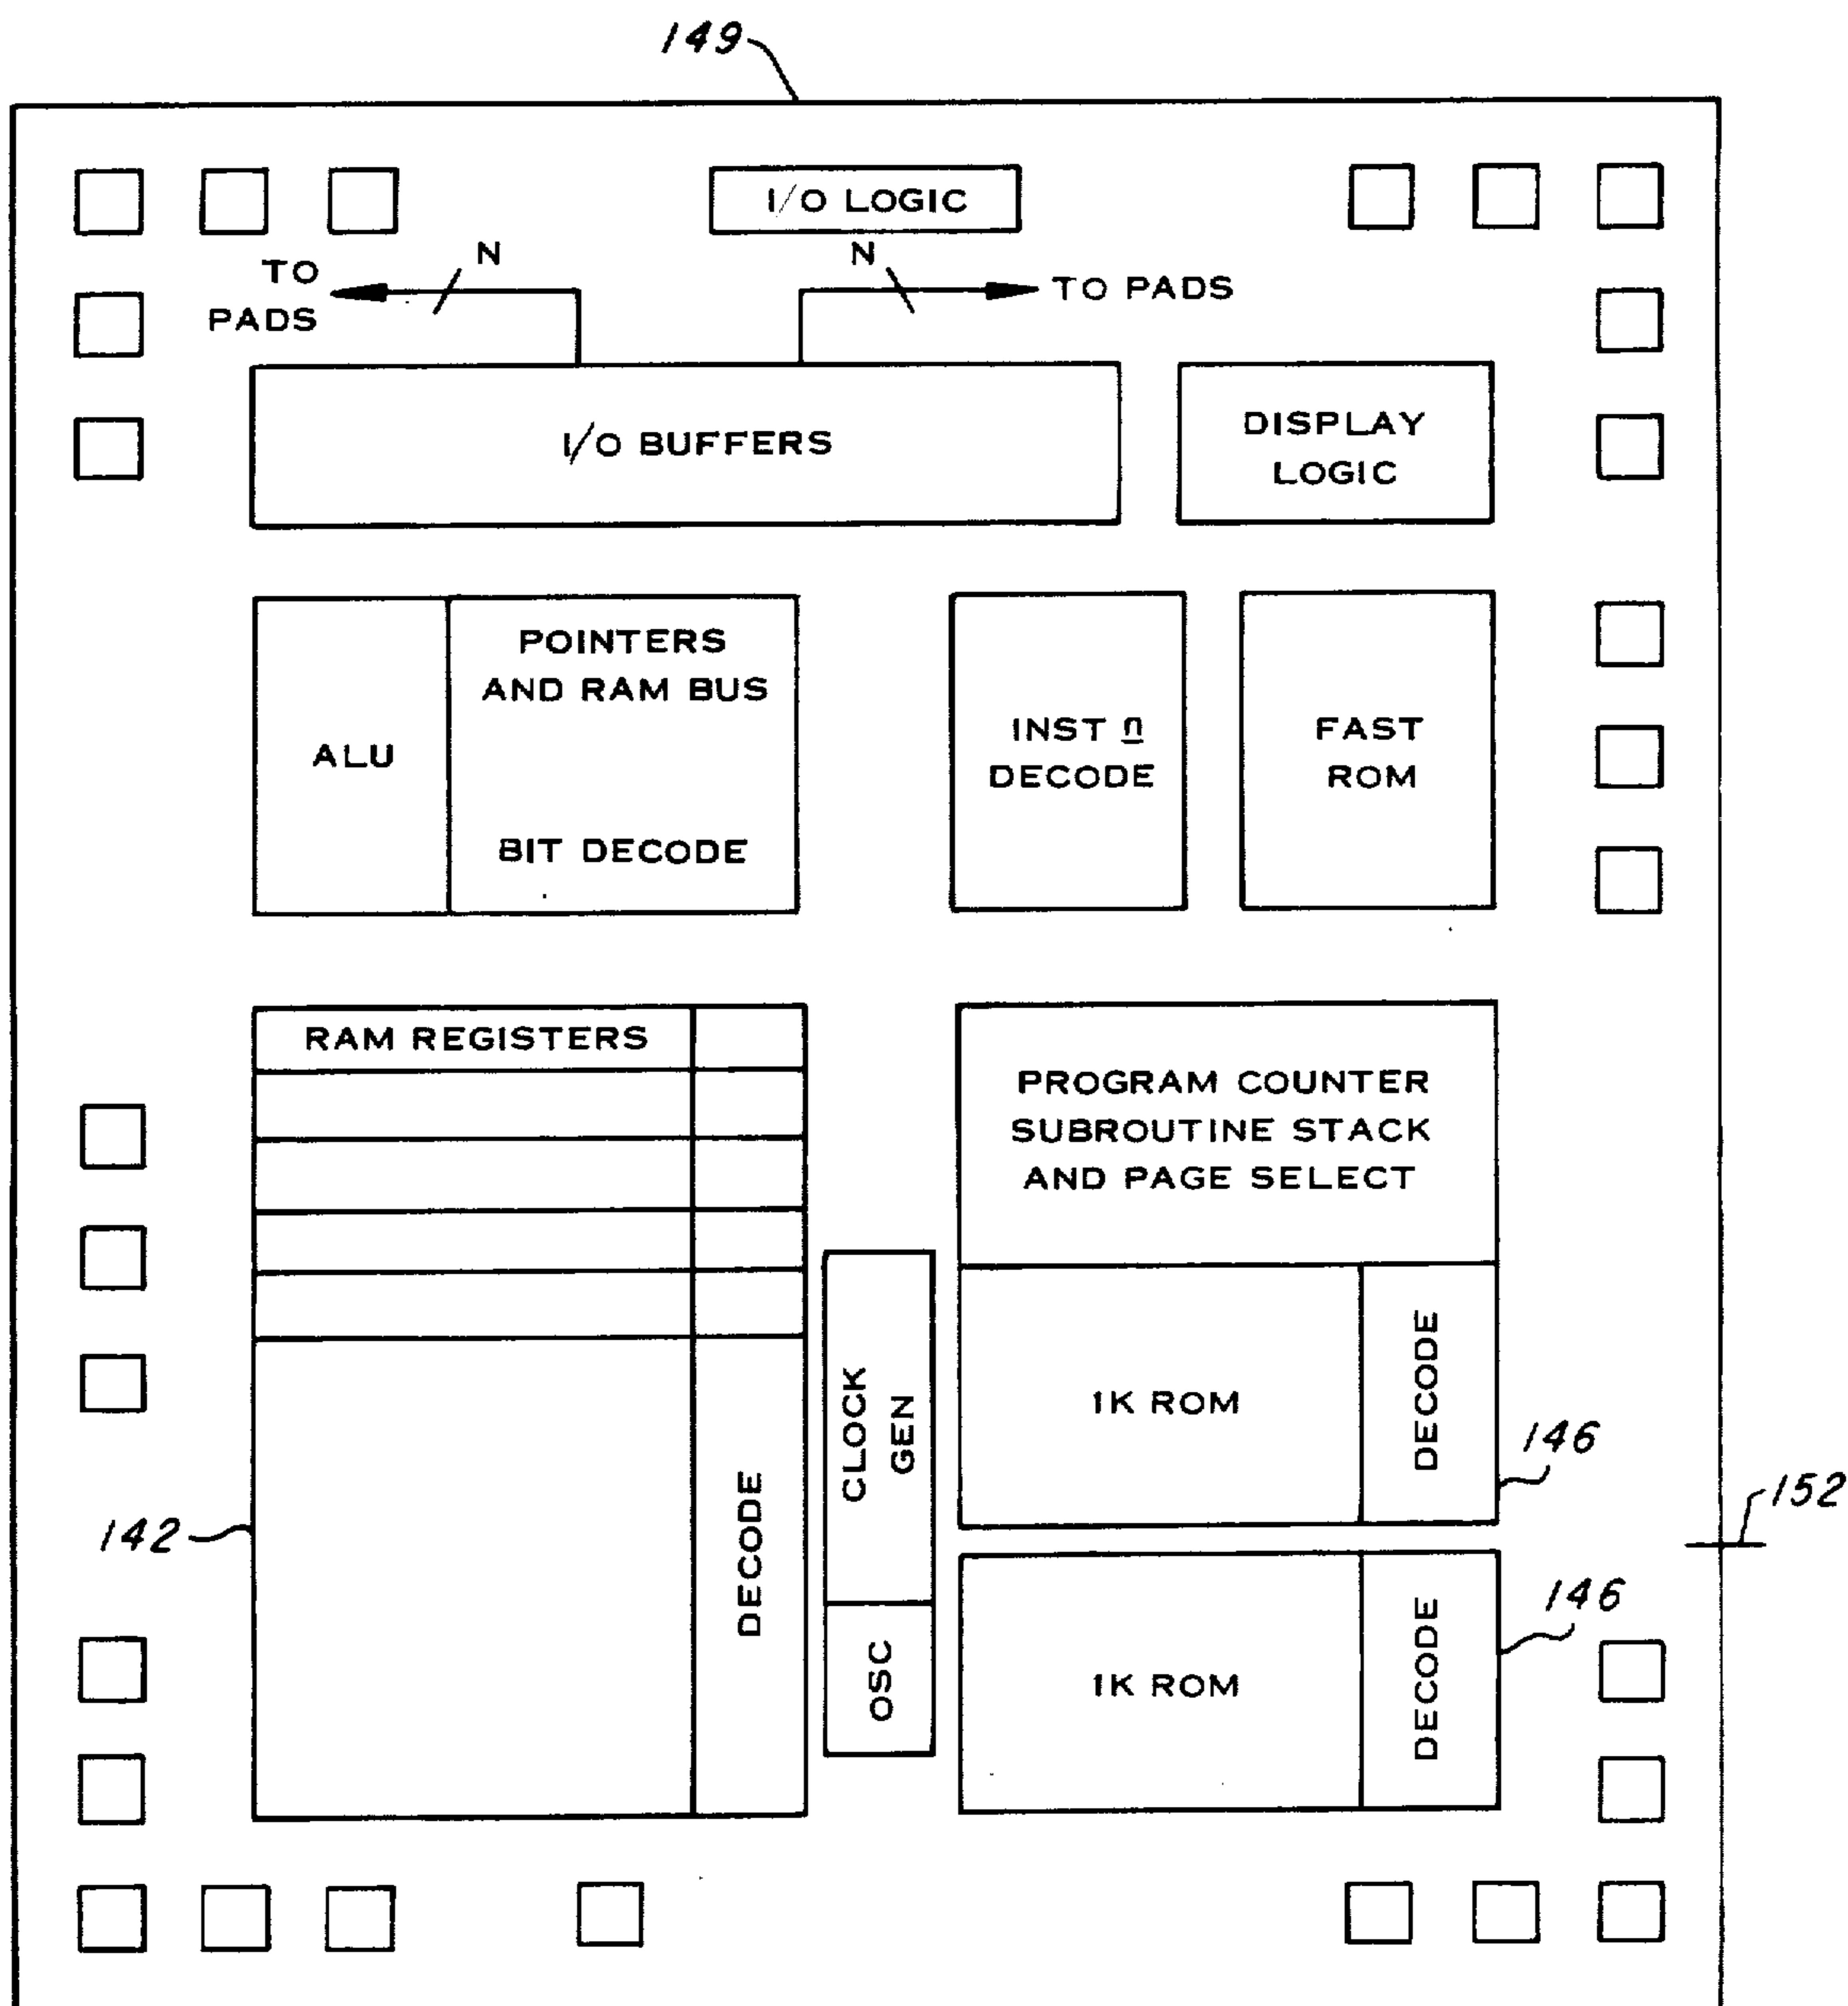 149
I/O LOGIC
N
N
TO
PADS
TO PADS
I/O BUFFERS
DISPLAY
LOGIC
ALU
POINTERS
AND RAM BUS
BIT DECODE
INST n
DECODE
FAST
ROM
RAM REGISTERS
DECODE
142
CLOCK
GEN
OSC
PROGRAM COUNTER
SUBROUTINE STACK
AND PAGE SELECT
1K ROM
DECODE
146
152
1K ROM
DECODE
146